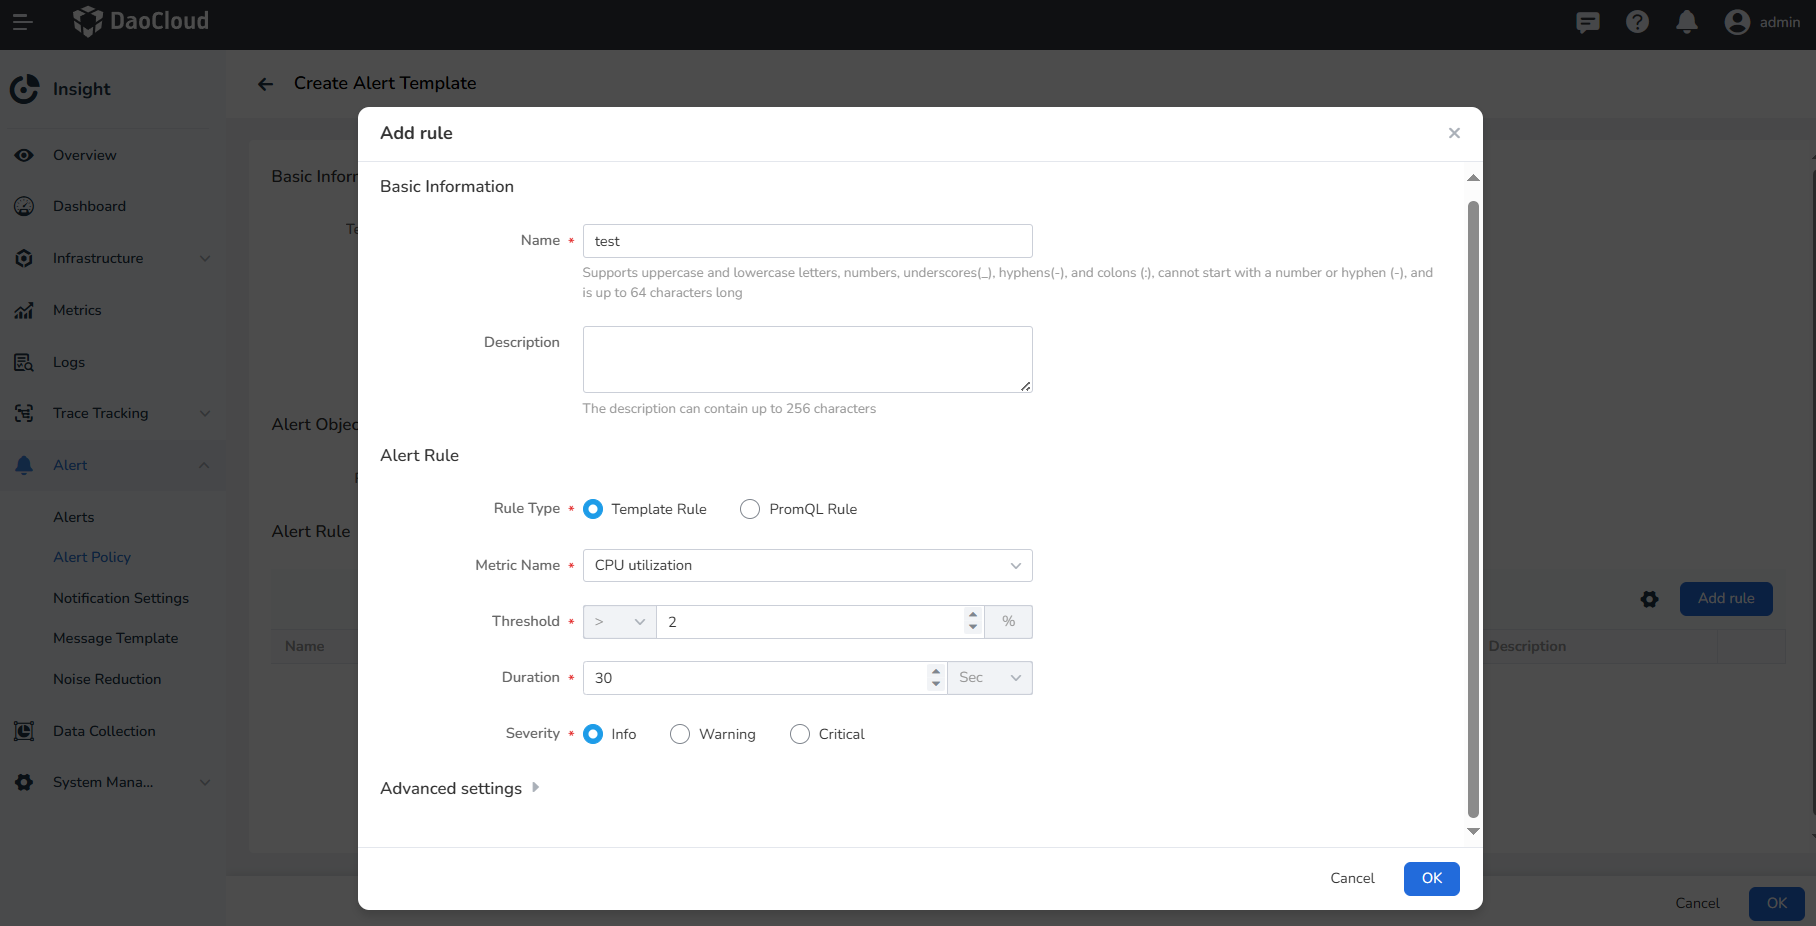 DaoCloud
admin
Insight
Create Alert Template
Overview
Dashboard
Infrastructure
Metrics
Logs
Trace Tracking
Alert
Alerts
Alert Policy
Notification Settings
Message Template
Noise Reduction
Data Collection
System Mana...
Basic Inforr
Te
Alert Objec
Alert Rule
Name
Add rule
Description
Cancel
OK
Add rule
Basic Information
Name * test
Supports uppercase and lowercase letters, numbers, underscores(_), hyphens(-), and colons (:), cannot start with a number or hyphen (-), and
is up to 64 characters long
Description
The description can contain up to 256 characters
Alert Rule
Rule Type * Template Rule PromQL Rule
Metric Name * CPU utilization
Threshold * > 2 %
Duration * 30 Sec
Severity * Info Warning Critical
Advanced settings
Cancel OK